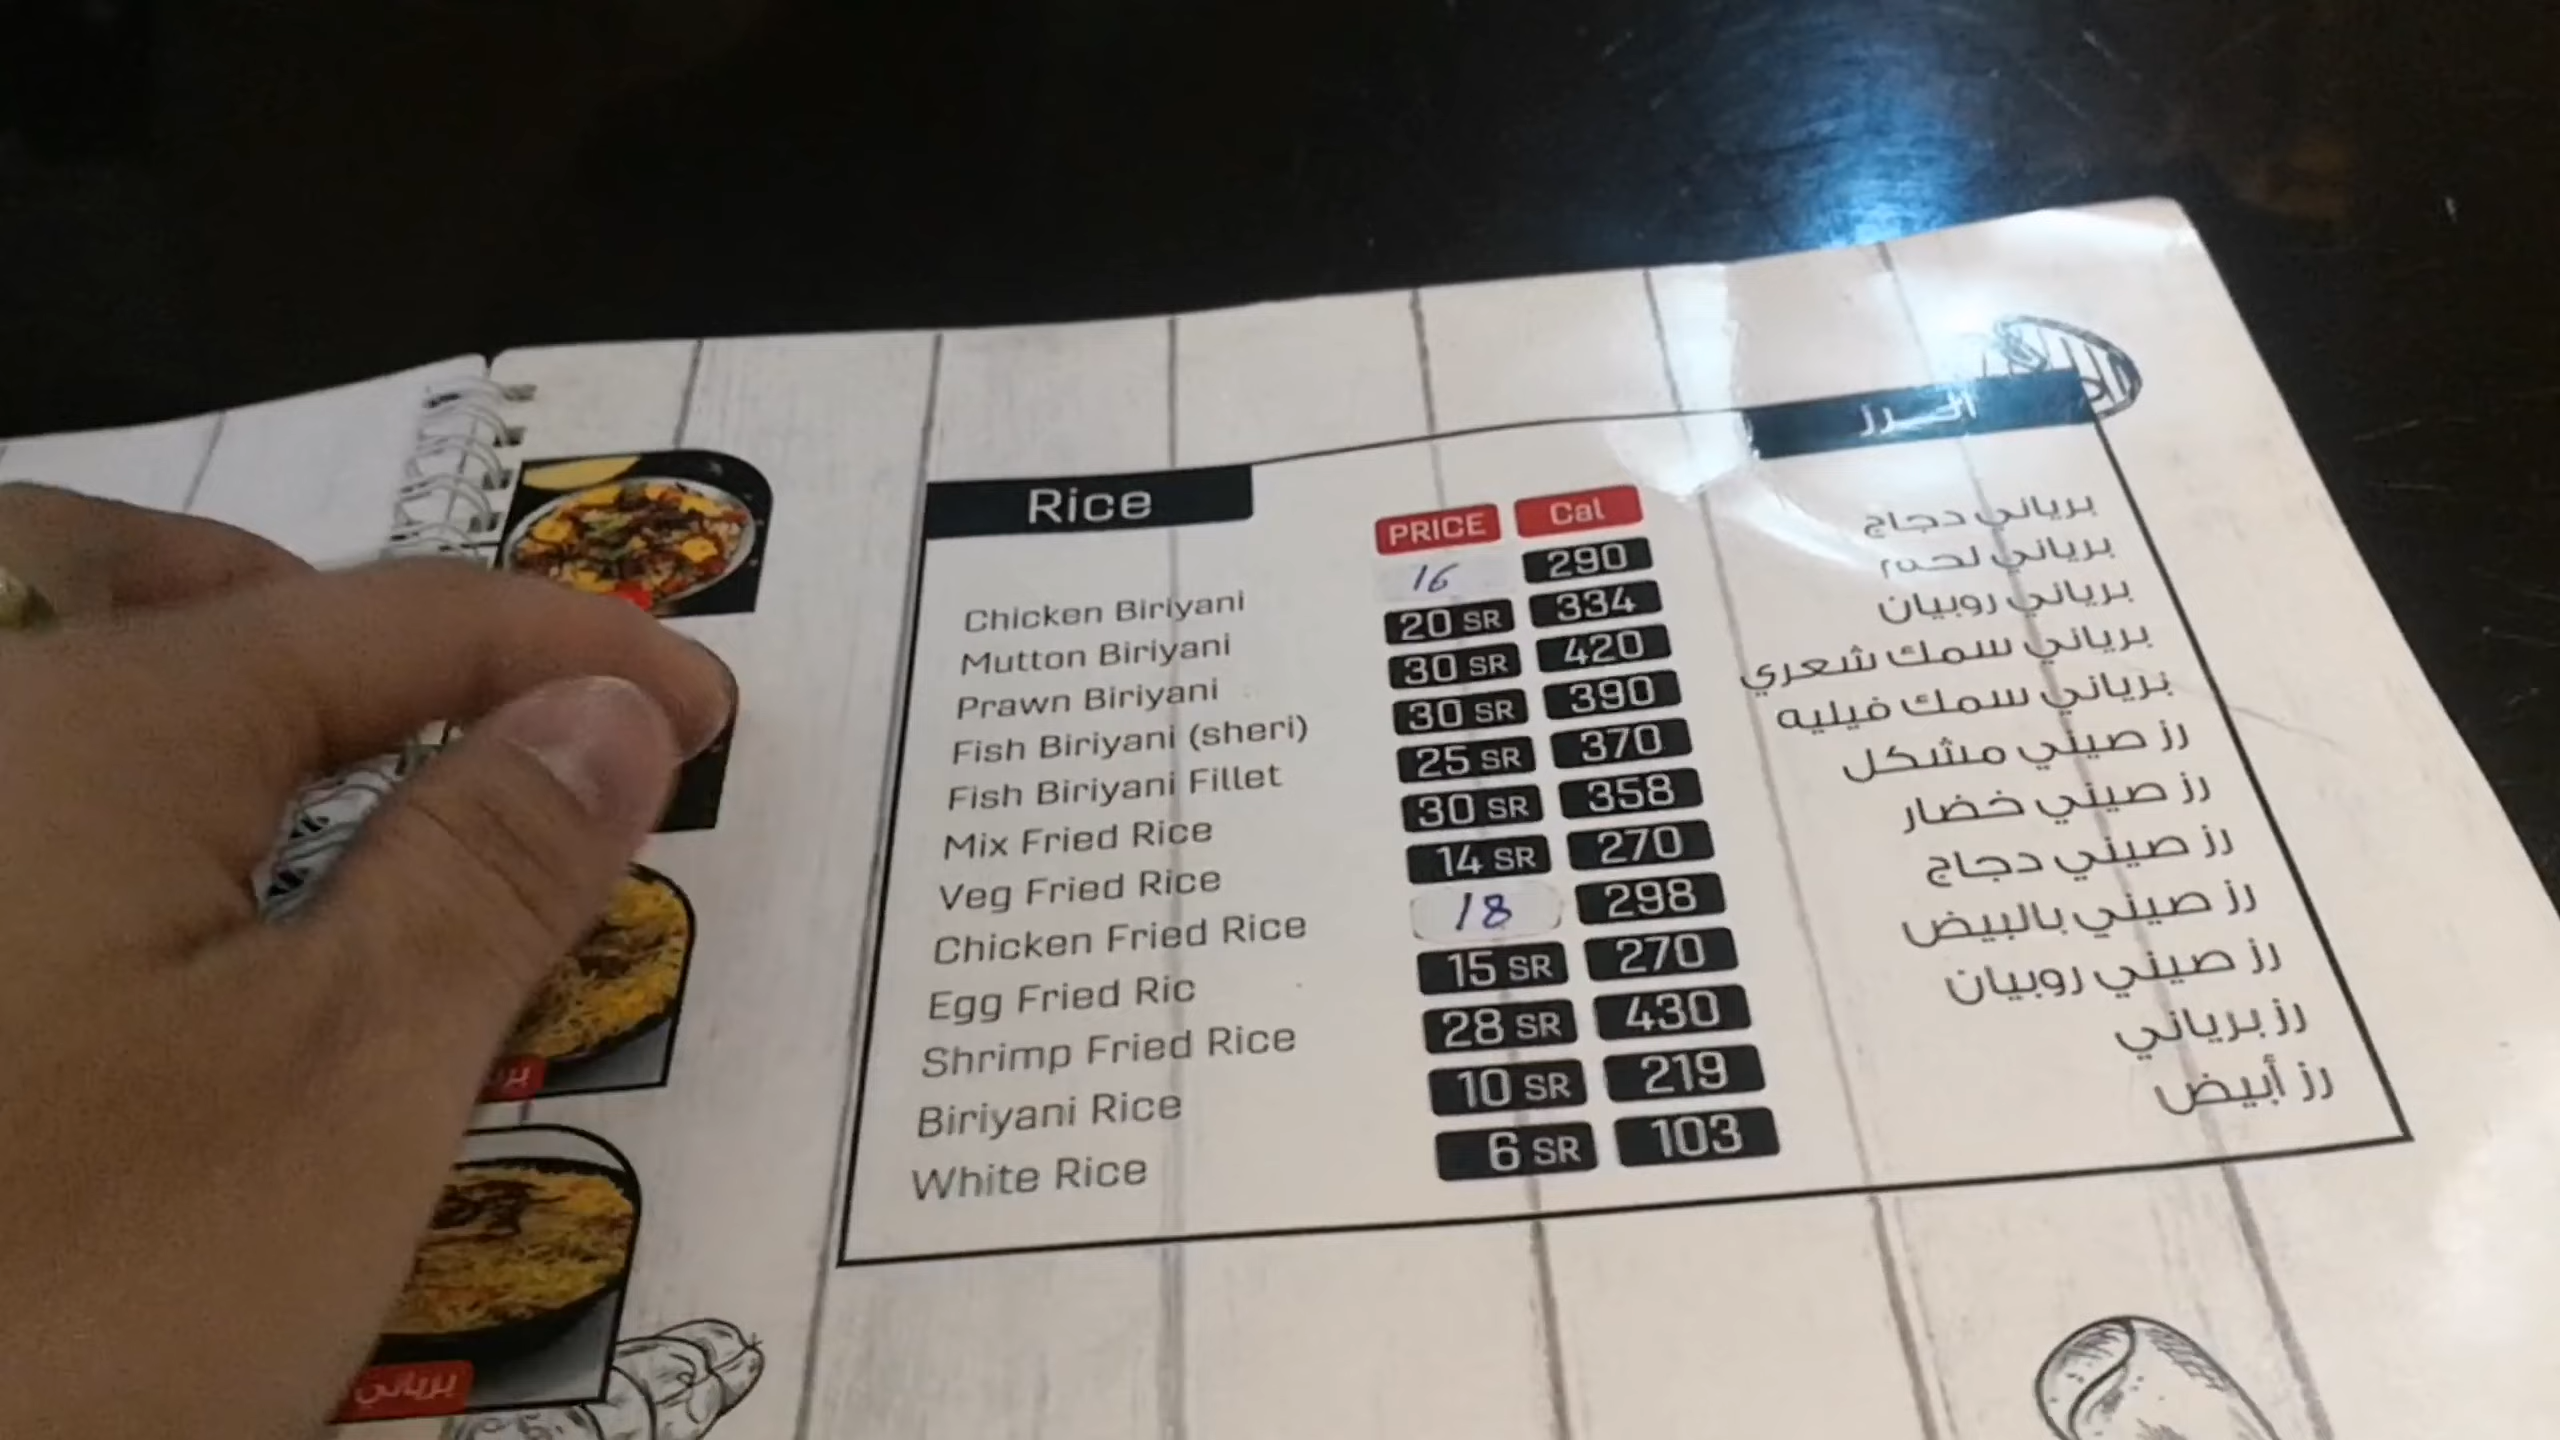 Rice
الرز
PRICE Cal
Chicken Biriyani 16 290 برياني دجاج
Mutton Biriyani 20 SR 334 برياني لحم
Prawn Biriyani 30 SR 420 برياني روبيان
Fish Biriyani (sheri) 30 SR 390 برياني سمك شعري
Fish Biriyani Fillet 25 SR 370 برياني سمك فيليه
Mix Fried Rice 30 SR 358 رز صيني مشكل
Veg Fried Rice 14 SR 270 رز صيني خضار
Chicken Fried Rice 18 298 رز صيني دجاج
Egg Fried Ric 15 SR 270 رز صيني بالبيض
Shrimp Fried Rice 28 SR 430 رز صيني روبيان
Biriyani Rice 10 SR 219 رز برياني
White Rice 6 SR 103 رز أبيض
برياني